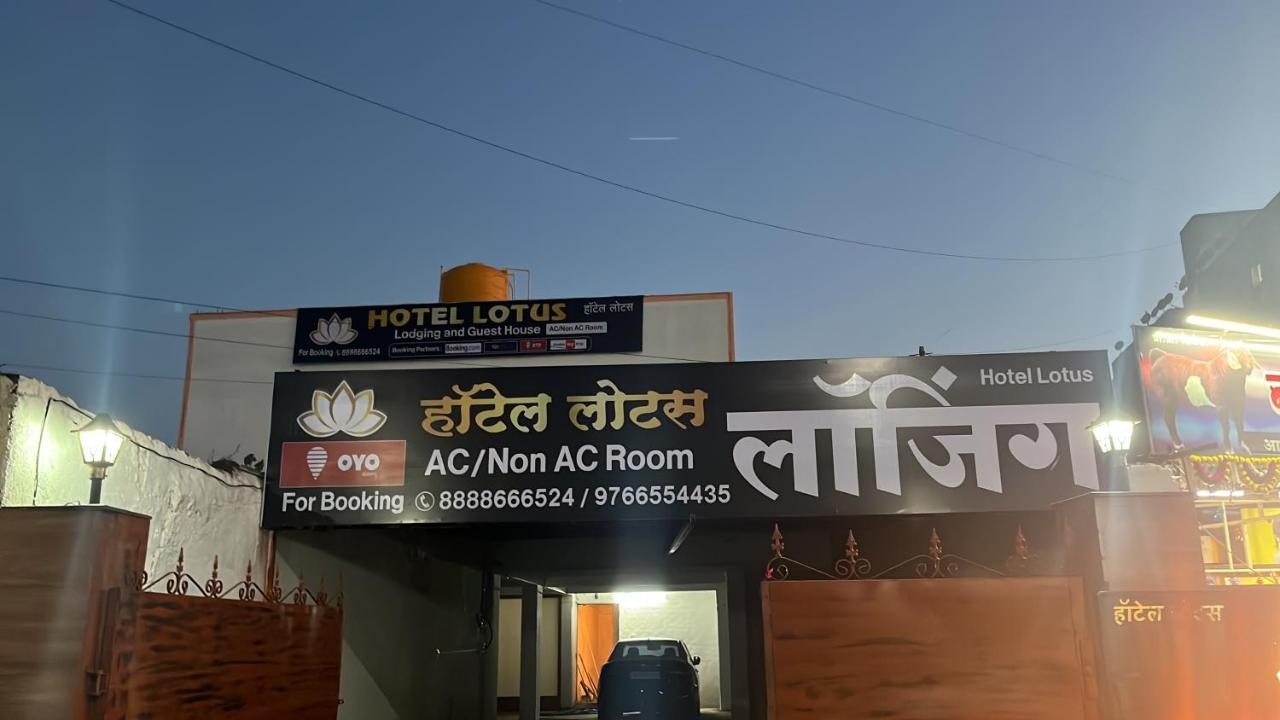 HOTEL LOTUS हॉटेल लोटस
Lodging and Guest House AC/Non AC Room
For Booking 8888666524
Booking Partners: Booking.com OYO
हॉटेल लोटस
AC/Non AC Room
OYO
For Booking 8888666524 / 9766554435
लॉजिंग
Hotel Lotus
हॉटेल लोटस